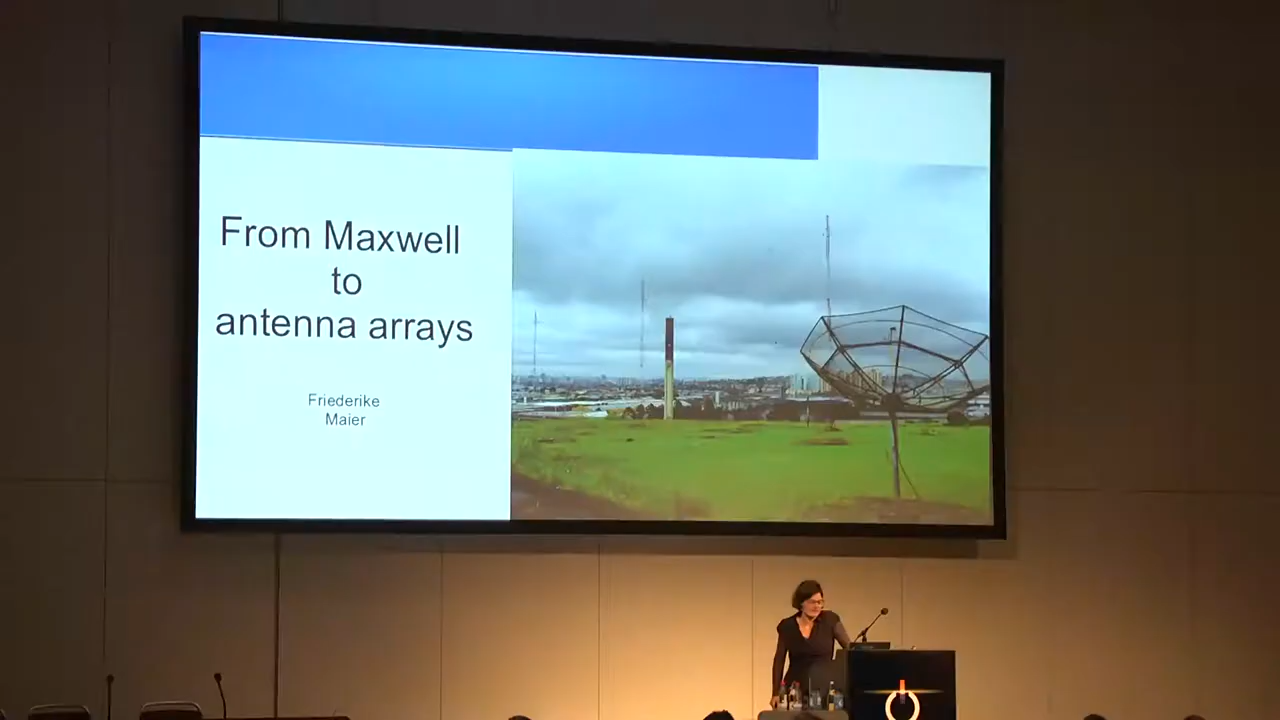 From Maxwell
to
antenna arrays
Friederike
Maier